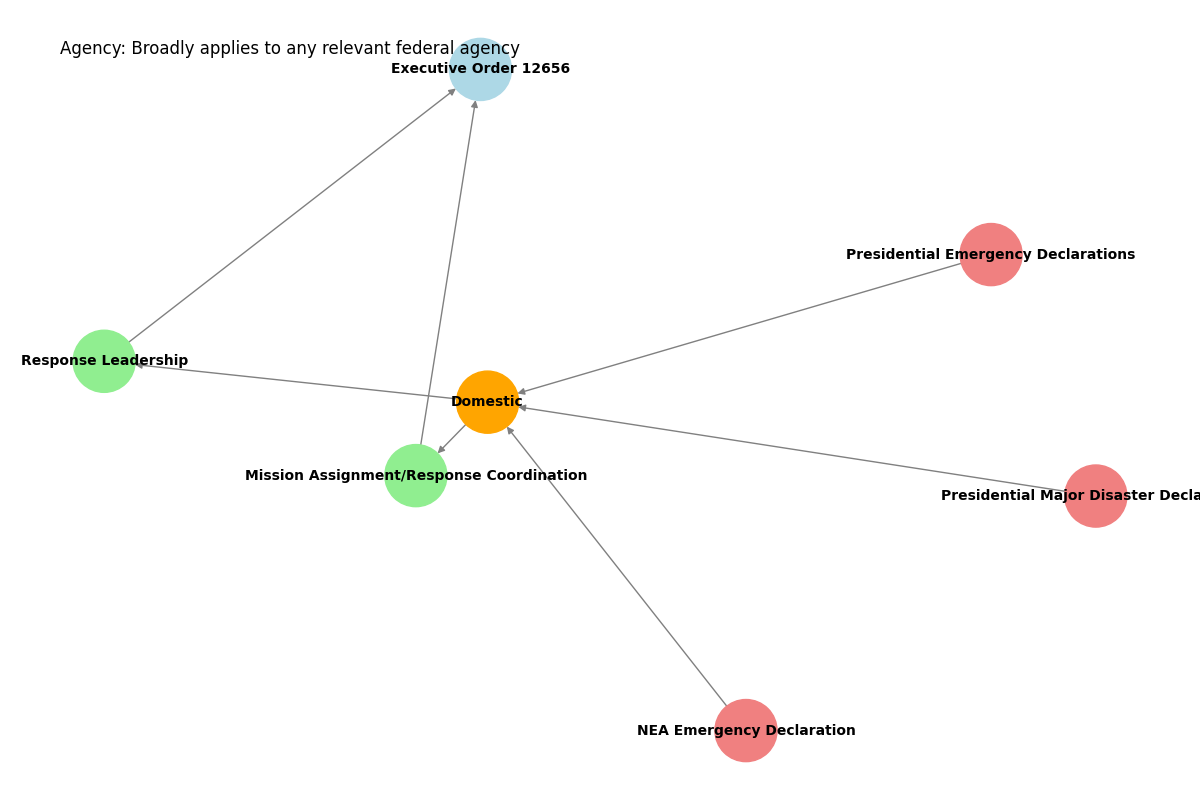 Agency: Broadly applies to any relevant federal agency
Executive Order 12656
Presidential Emergency Declarations
Response Leadership
Domestic
Mission Assignment/Response Coordination
Presidential Major Disaster Decla
NEA Emergency Declaration